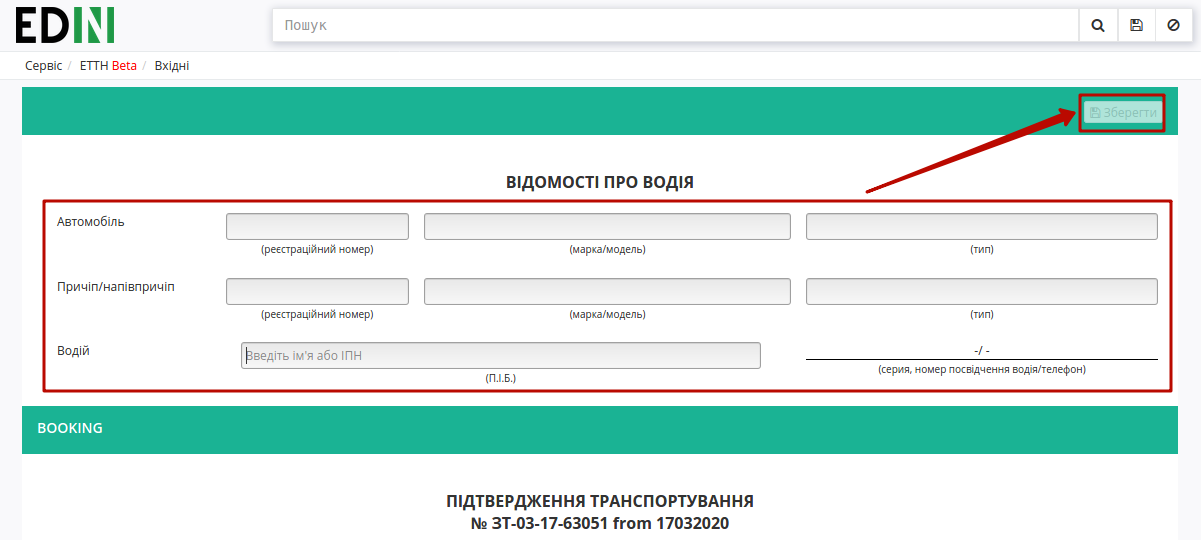 EDIN
Пошук
Сервіс / ЕТТН Beta / Вхідні
Зберегти
ВІДОМОСТІ ПРО ВОДІЯ
Автомобіль
(реєстраційний номер) (марка/модель) (тип)
Причіп/напівпричіп
(реєстраційний номер) (марка/модель) (тип)
Водій Введіть ім'я або ІПН -/ -
(П.І.Б.) (серия, номер посвідчення водія/телефон)
BOOKING
ПІДТВЕРДЖЕННЯ ТРАНСПОРТУВАННЯ
№ ЗТ-03-17-63051 from 17032020